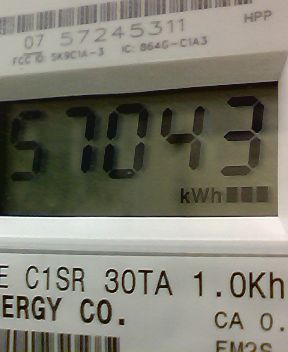 HPP
07 57245311
FCC ID: SK9C1A-3 IC: 864G-C1A3
57043
kWh
E C1SR 30TA 1.0Kh
ERGY CO.
CA 0.
EM2S